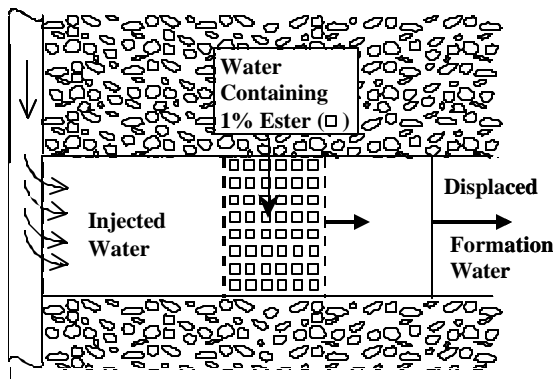 Water
Containing
1% Ester (□)
Injected
Water
Displaced
Formation
Water